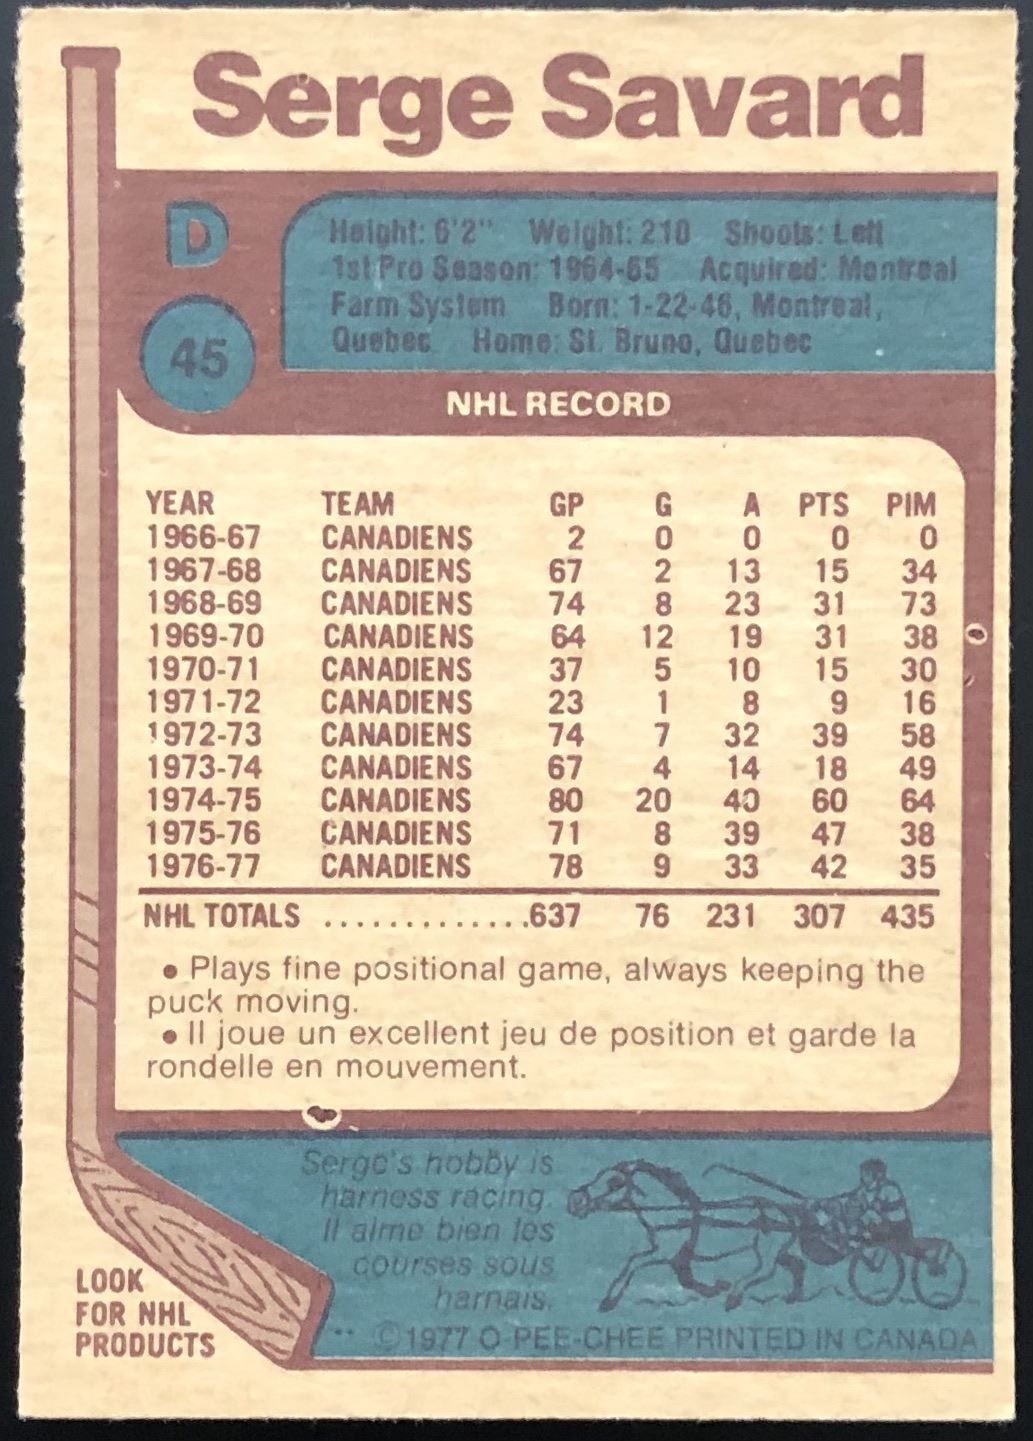 Serge Savard
D
45
Height: 6'2" Weight: 210 Shoots: Left
1st Pro Season: 1964-65 Acquired: Montreal
Farm System Born: 1-22-46, Montreal,
Quebec Home: St. Bruno, Quebec
NHL RECORD
YEAR TEAM GP G A PTS PIM
1966-67 CANADIENS 2 0 0 0 0
1967-68 CANADIENS 67 2 13 15 34
1968-69 CANADIENS 74 8 23 31 73
1969-70 CANADIENS 64 12 19 31 38
1970-71 CANADIENS 37 5 10 15 30
1971-72 CANADIENS 23 1 8 9 16
1972-73 CANADIENS 74 7 32 39 58
1973-74 CANADIENS 67 4 14 18 49
1974-75 CANADIENS 80 20 40 60 64
1975-76 CANADIENS 71 8 39 47 38
1976-77 CANADIENS 78 9 33 42 35
NHL TOTALS ..............637 76 231 307 435
• Plays fine positional game, always keeping the
puck moving.
• Il joue un excellent jeu de position et garde la
rondelle en mouvement.
Serge's hobby is
harness racing.
Il aime bien les
courses sous
harnais.
LOOK
FOR NHL
PRODUCTS
** ©1977 O-PEE-CHEE PRINTED IN CANADA